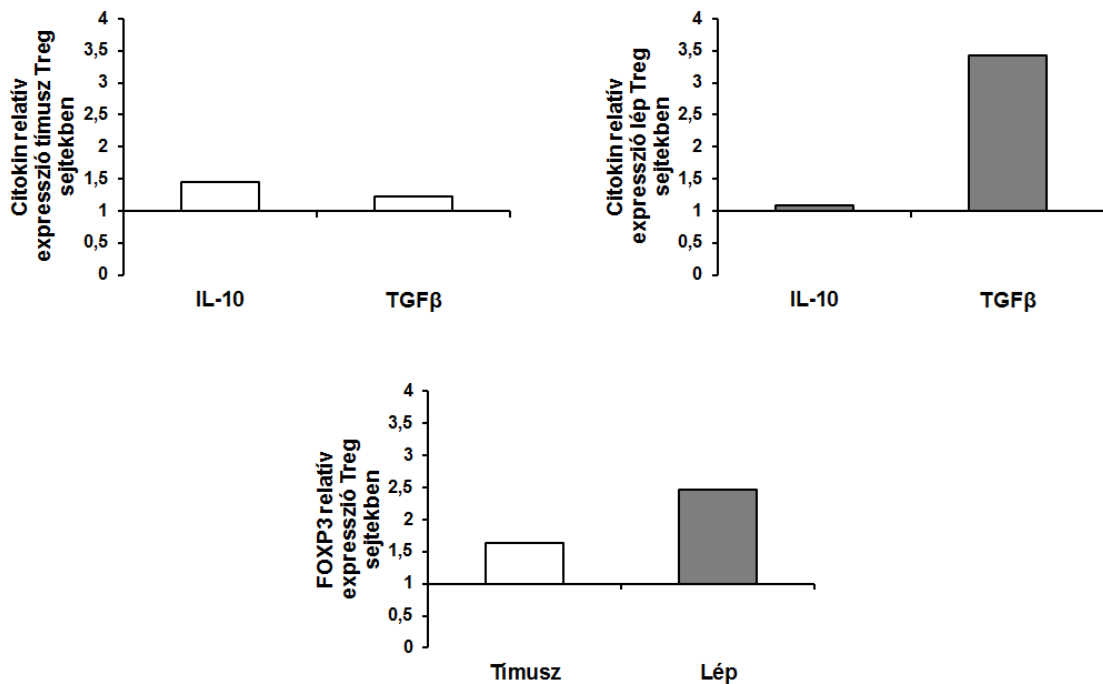 Citokin relatív
expresszió tímusz Treg
sejtekben
4
3,5
3
2,5
2
1,5
1
0,5
0
IL-10
TGFβ
Citokin relatív
expresszió lép Treg
sejtekben
4
3,5
3
2,5
2
1,5
1
0,5
0
IL-10
TGFβ
FOXP3 relatív
expresszió Treg
sejtekben
4
3,5
3
2,5
2
1,5
1
0,5
0
Tímusz
Lép